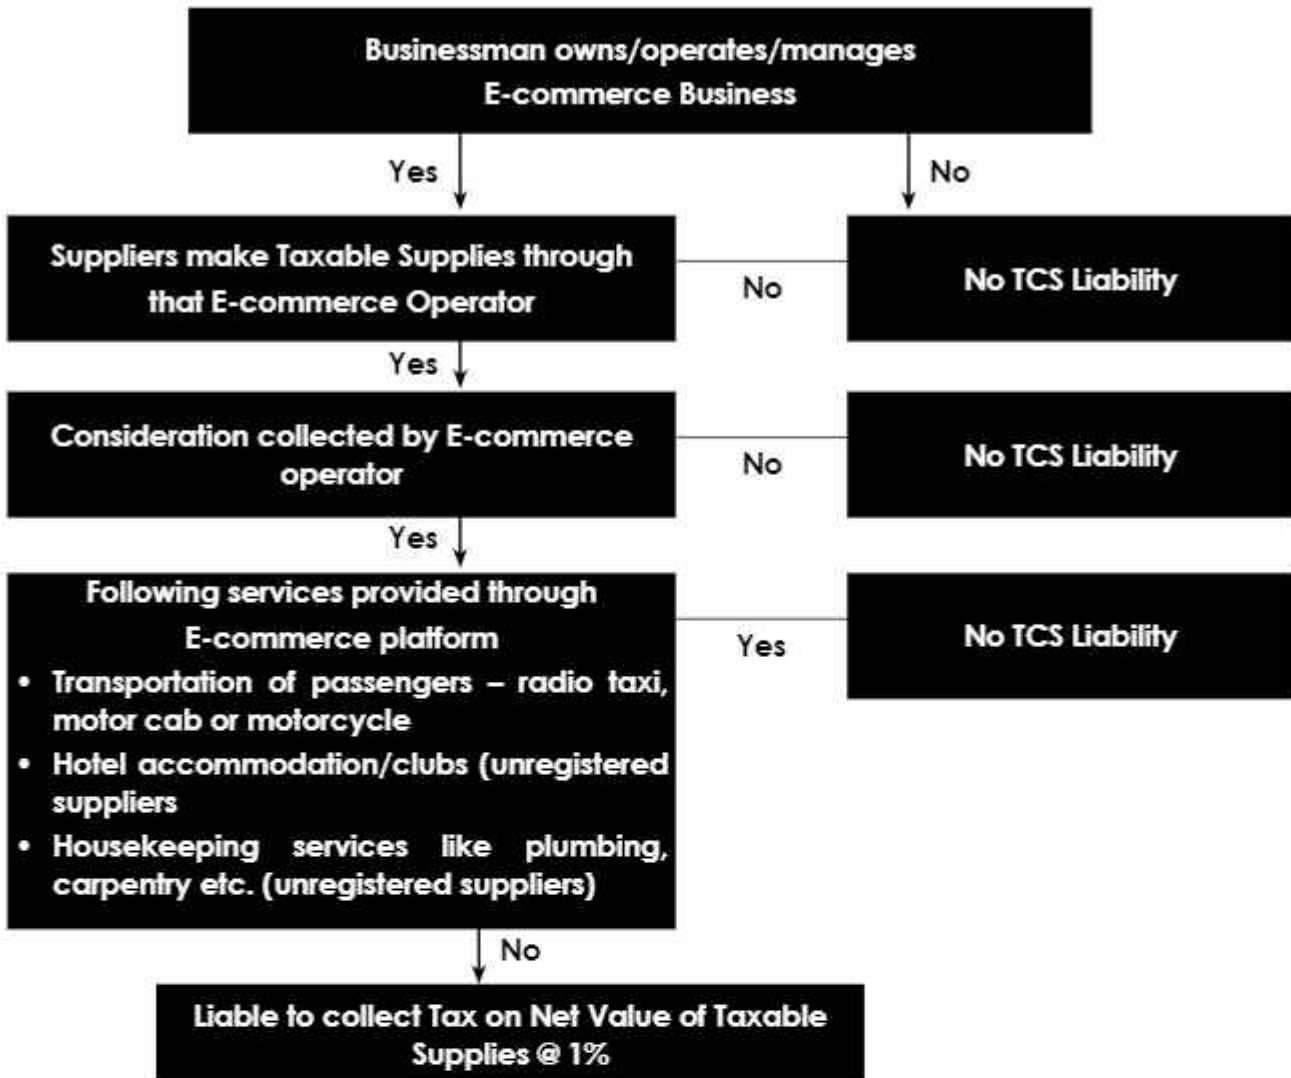 Businessman owns/operates/manages
E-commerce Business
Yes
No
Suppliers make Taxable Supplies through
that E-commerce Operator
No
No TCS Liability
Yes
Consideration collected by E-commerce
operator
No
No TCS Liability
Yes
Following services provided through
E-commerce platform
• Transportation of passengers – radio taxi,
motor cab or motorcycle
• Hotel accommodation/clubs (unregistered
suppliers
• Housekeeping services like plumbing,
carpentry etc. (unregistered suppliers)
Yes
No TCS Liability
No
Liable to collect Tax on Net Value of Taxable
Supplies @ 1%